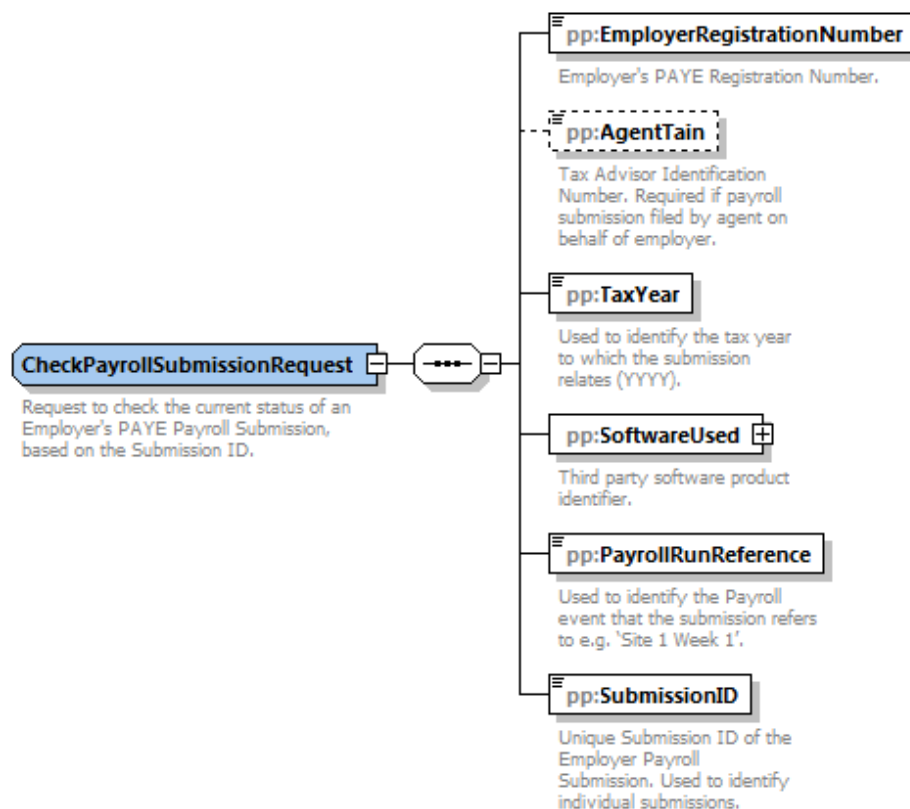 pp:EmployerRegistrationNumber
Employer's PAYE Registration Number.
pp:AgentTain
Tax Advisor Identification
Number. Required if payroll
submission filed by agent on
behalf of employer.
pp:TaxYear
Used to identify the tax year
to which the submission
relates (YYYY).
CheckPayrollSubmissionRequest
Request to check the current status of an
Employer's PAYE Payroll Submission,
based on the Submission ID.
pp:SoftwareUsed
Third party software product
identifier.
pp:PayrollRunReference
Used to identify the Payroll
event that the submission refers
to e.g. ‘Site 1 Week 1’.
pp:SubmissionID
Unique Submission ID of the
Employer Payroll
Submission. Used to identify
individual submissions.